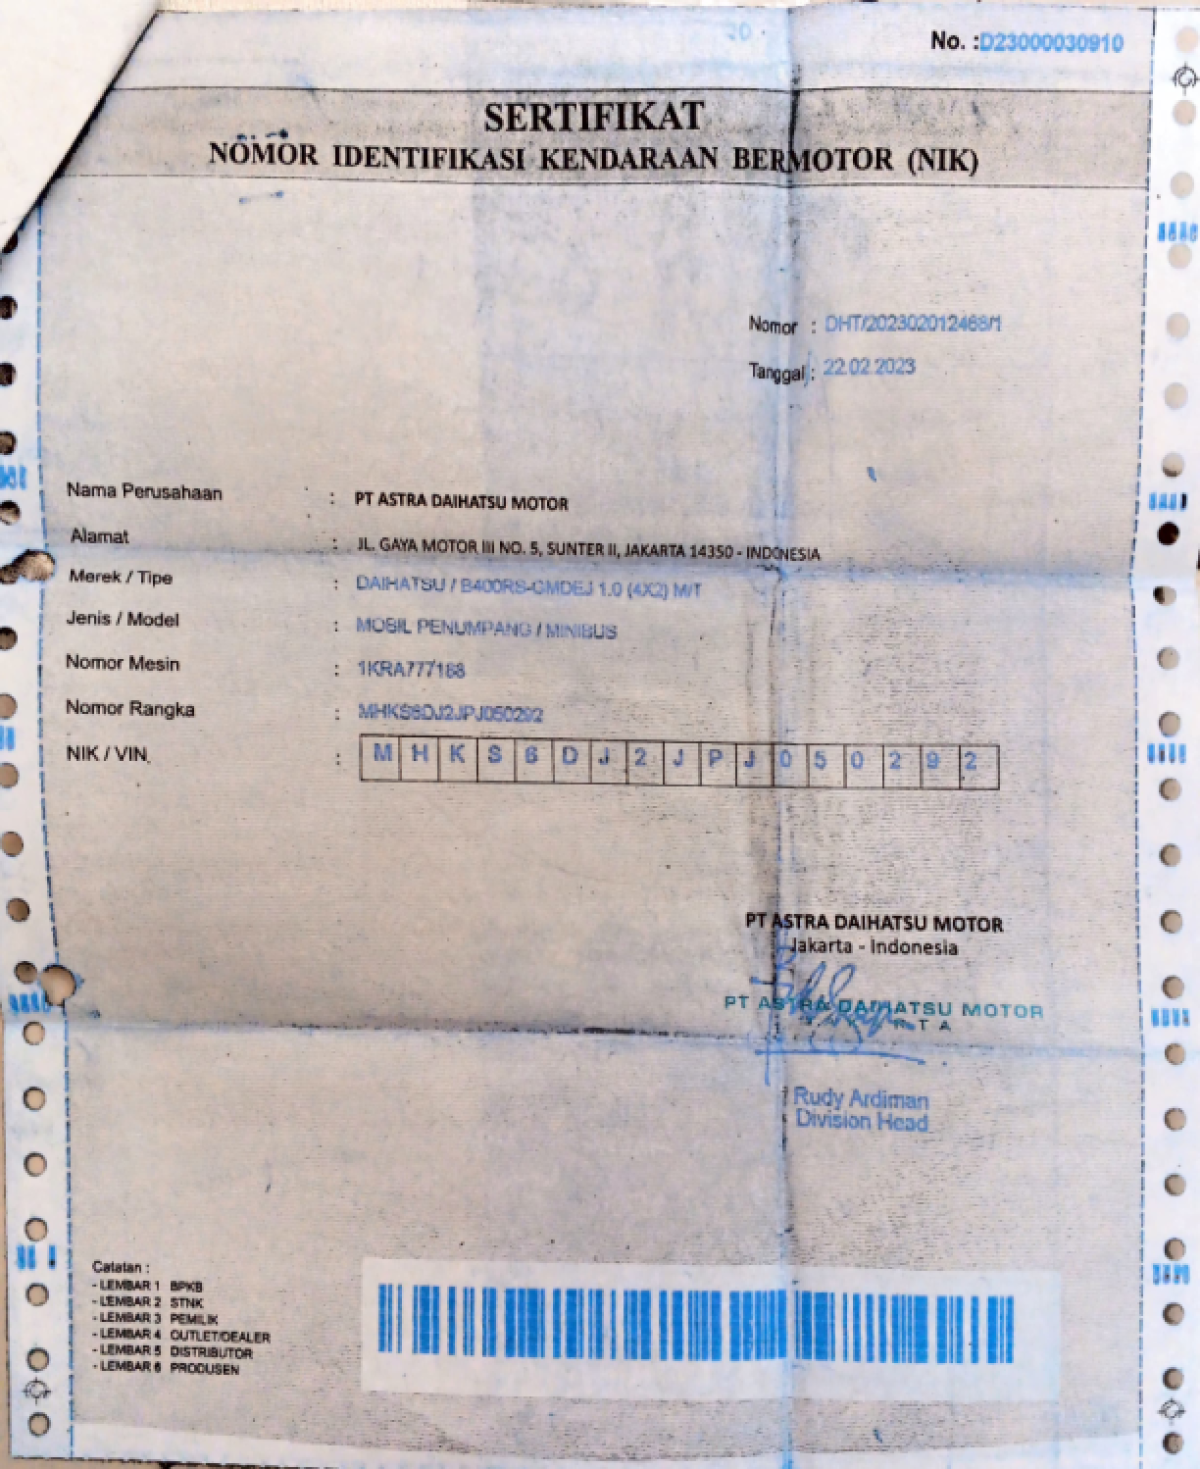 No. :D23000030910
SERTIFIKAT
NOMOR IDENTIFIKASI KENDARAAN BERMOTOR (NIK)
Nomor : DHT/202302012468/1
Tanggal : 22.02.2023
Nama Perusahaan : PT ASTRA DAIHATSU MOTOR
Alamat : JL. GAYA MOTOR III NO. 5, SUNTER II, JAKARTA 14350 - INDONESIA
Merek / Tipe : DAIHATSU / B400RS-GMDEJ 1.0 (4X2) M/T
Jenis / Model : MOBIL PENUMPANG / MINIBUS
Nomor Mesin : 1KRA777168
Nomor Rangka : MHKS6DJ2JPJ050292
NIK / VIN : M H K S 6 D J 2 J P J 0 5 0 2 9 2
PT ASTRA DAIHATSU MOTOR
Jakarta - Indonesia
PT ASTRA DAIHATSU MOTOR
Rudy Ardiman
Division Head
Catatan :
- LEMBAR 1 BPKB
- LEMBAR 2 STNK
- LEMBAR 3 PEMILIK
- LEMBAR 4 OUTLET/DEALER
- LEMBAR 5 DISTRIBUTOR
- LEMBAR 6 PRODUSEN